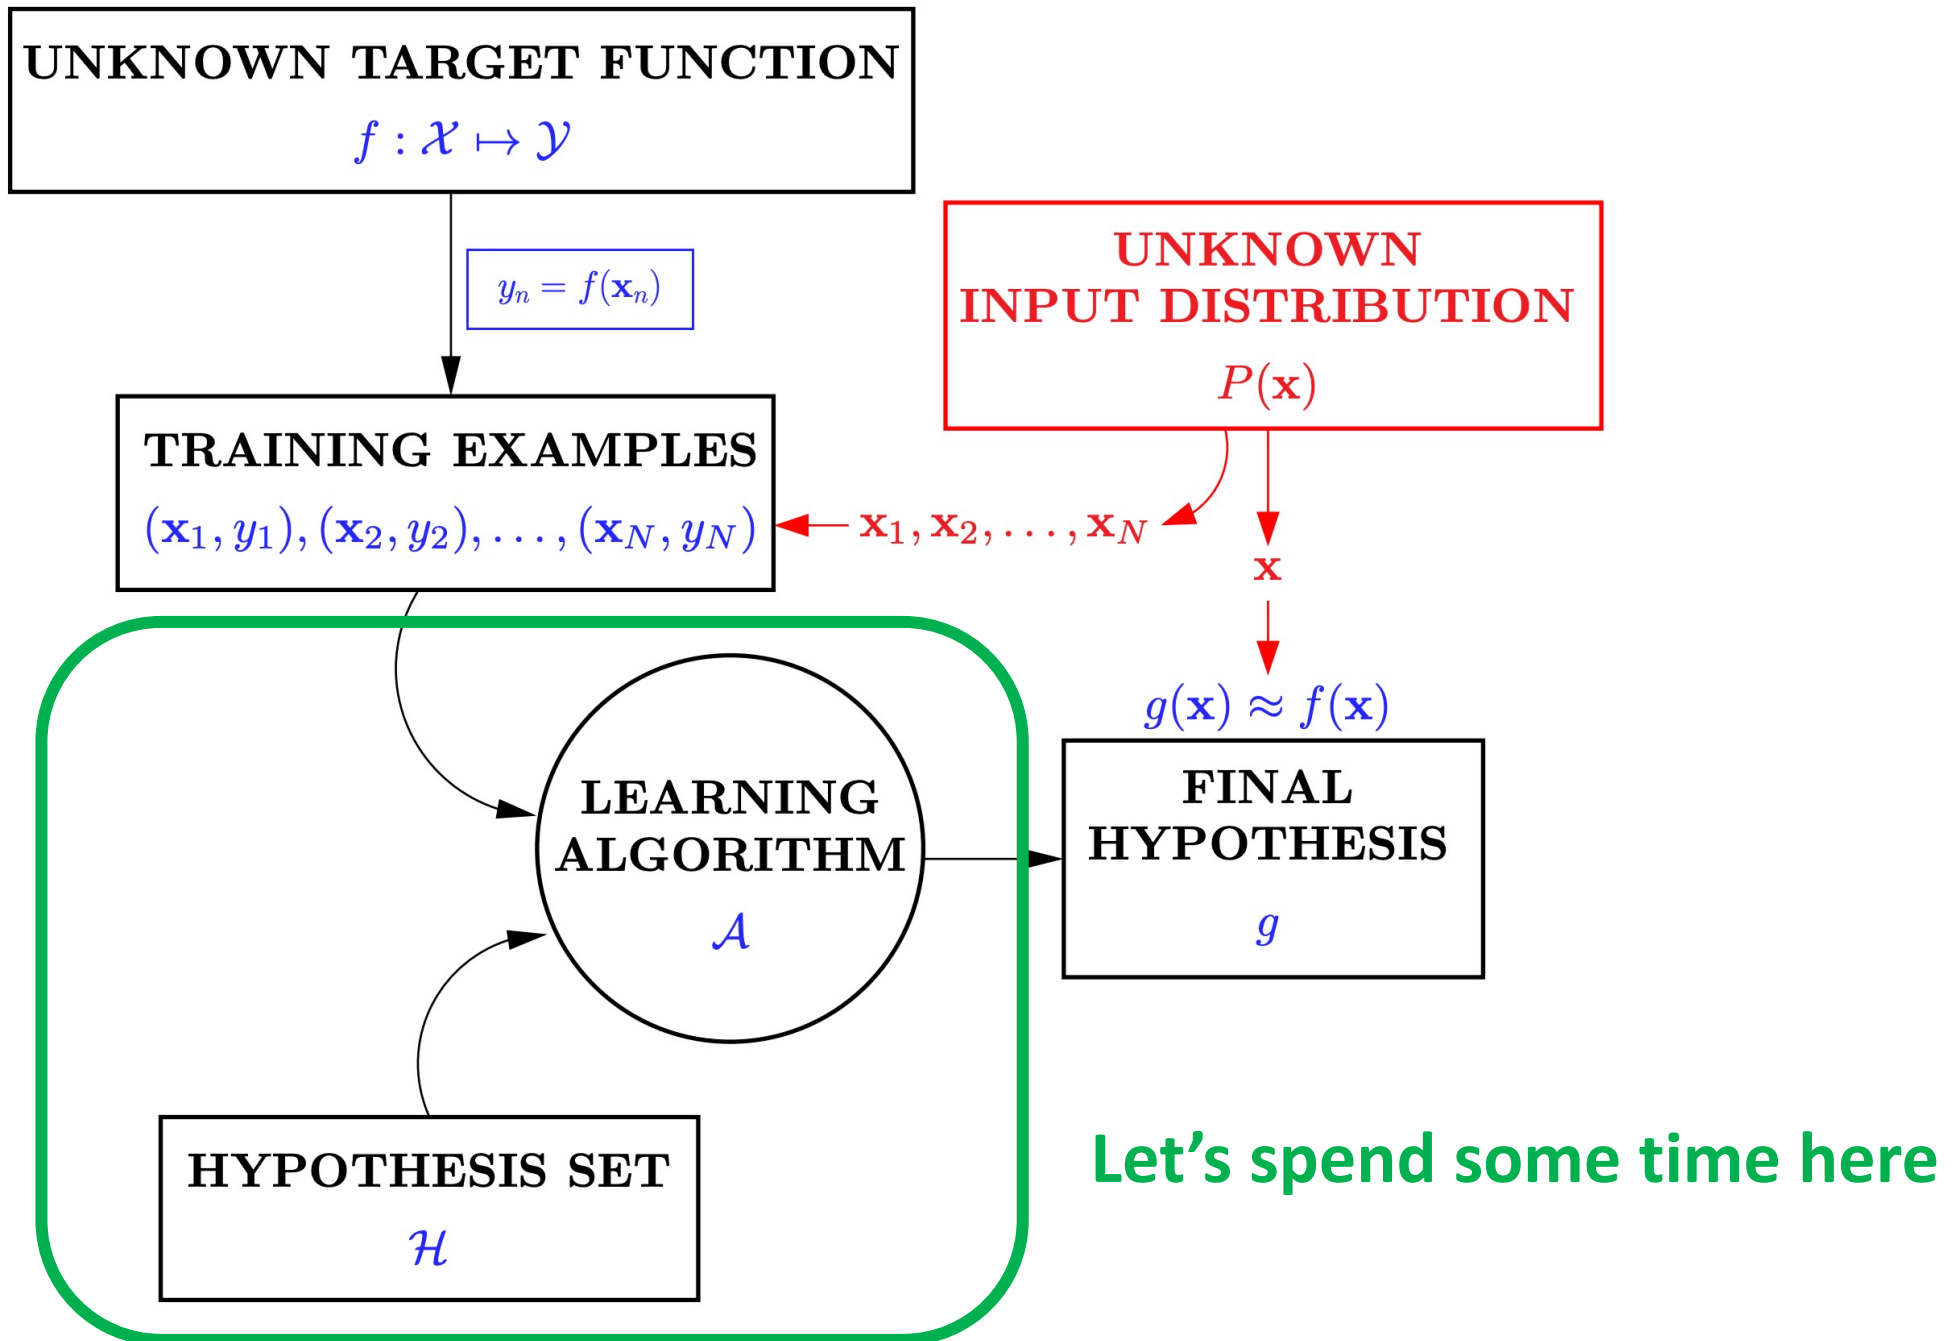 UNKNOWN TARGET FUNCTION
f : 𝒳 ↦ 𝒴
yₙ = f(𝐱ₙ)
UNKNOWN
INPUT DISTRIBUTION
P(𝐱)
TRAINING EXAMPLES
(𝐱₁, y₁), (𝐱₂, y₂), . . . , (𝐱_N, y_N)
𝐱₁, 𝐱₂, . . . , 𝐱_N
𝐱
g(𝐱) ≈ f(𝐱)
LEARNING
ALGORITHM
𝒜
FINAL
HYPOTHESIS
g
HYPOTHESIS SET
ℋ
Let’s spend some time here